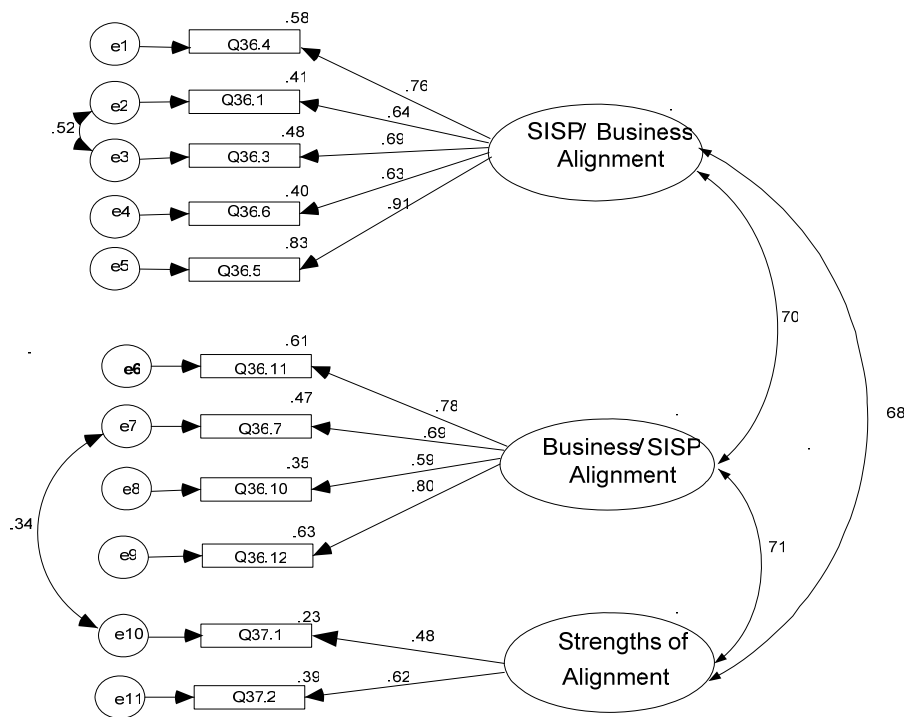 .58
e1
Q36.4
.76
.41
e2
Q36.1
.64
SISP/ Business
Alignment
.52
.48
.69
e3
Q36.3
.40
.63
e4
Q36.6
.91
.83
e5
Q36.5
70
.61
e6
Q36.11
.78
.47
e7
Q36.7
.69
68
Business/SISP
Alignment
.35
.59
e8
Q36.10
.80
.34
.63
e9
Q36.12
71
.23
e10
Q37.1
.48
Strengths of
Alignment
.39
.62
e11
Q37.2